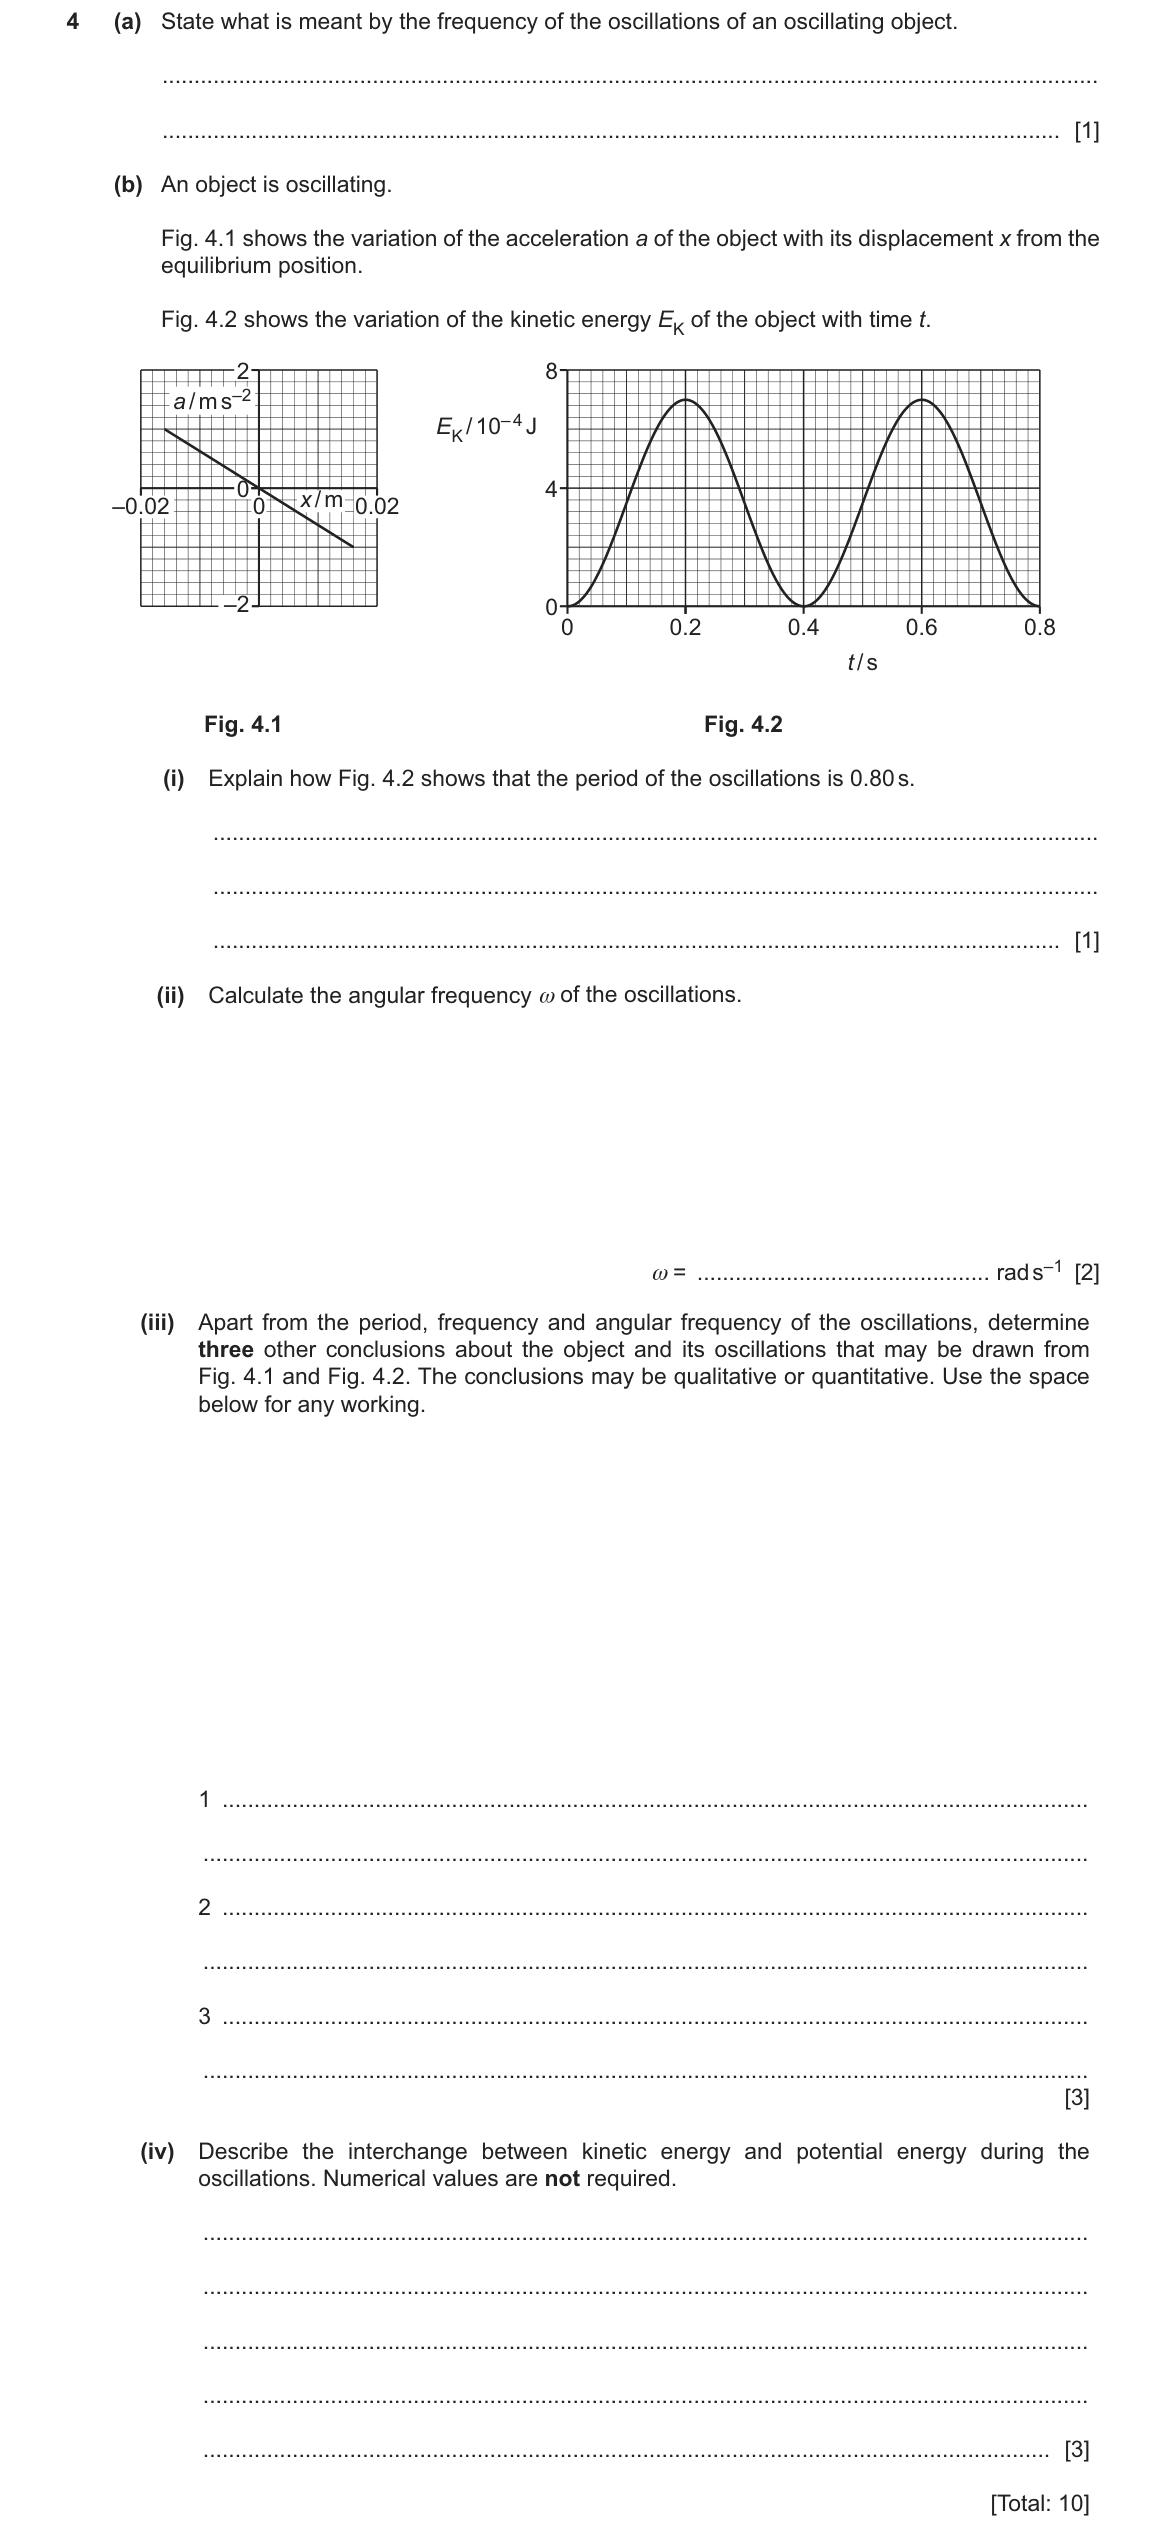 4 (a) State what is meant by the frequency of the oscillations of an oscillating object.
..........................................................................................
.......................................................................................... [1]
(b) An object is oscillating.
Fig. 4.1 shows the variation of the acceleration a of the object with its displacement x from the
equilibrium position.
Fig. 4.2 shows the variation of the kinetic energy E_K of the object with time t.
2
a/m s⁻²
0
–0.02
0
x/m
0.02
–2
8
E_K/10⁻⁴ J
4
0
0 0.2 0.4 0.6 0.8
t/s
Fig. 4.1 Fig. 4.2
(i) Explain how Fig. 4.2 shows that the period of the oscillations is 0.80 s.
..........................................................................................
..........................................................................................
.......................................................................................... [1]
(ii) Calculate the angular frequency ω of the oscillations.
ω = .............................................. rad s⁻¹ [2]
(iii) Apart from the period, frequency and angular frequency of the oscillations, determine
three other conclusions about the object and its oscillations that may be drawn from
Fig. 4.1 and Fig. 4.2. The conclusions may be qualitative or quantitative. Use the space
below for any working.
1 ..........................................................................................
..........................................................................................
2 ..........................................................................................
..........................................................................................
3 ..........................................................................................
..........................................................................................
[3]
(iv) Describe the interchange between kinetic energy and potential energy during the
oscillations. Numerical values are not required.
..........................................................................................
..........................................................................................
..........................................................................................
..........................................................................................
.......................................................................................... [3]
[Total: 10]